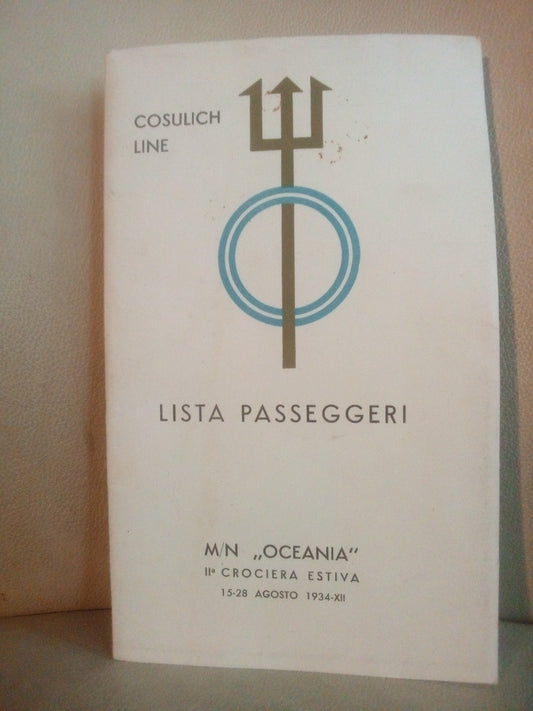 COSULICH
LINE
LISTA PASSEGGERI
M/N „OCEANIA“
IIª CROCIERA ESTIVA
15-28 AGOSTO 1934-XII